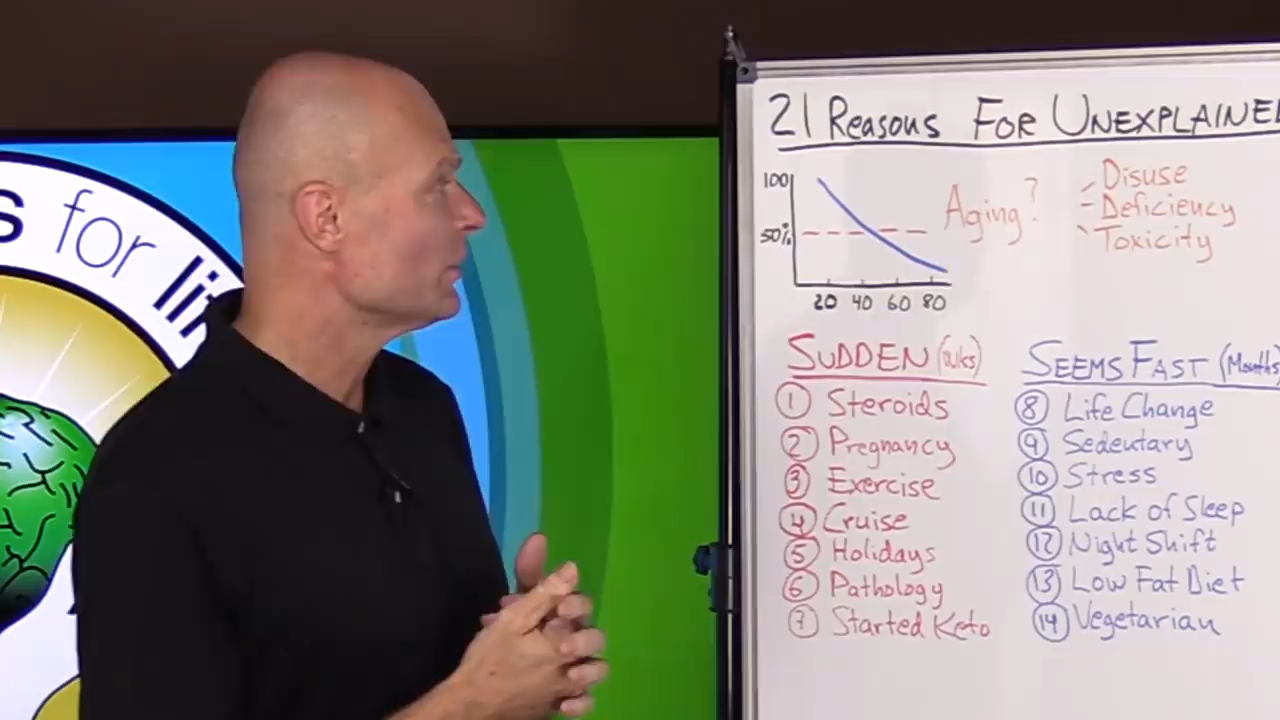 s for li
21 Reasons For UNEXPLAINE
100
50%
20 40 60 80
Aging?
- Disuse
- Deficiency
- Toxicity
SUDDEN (wks)
1 Steroids
2 Pregnancy
3 Exercise
4 Cruise
5 Holidays
6 Pathology
7 Started Keto
SEEMS FAST (Months
8 Life Change
9 Sedentary
10 Stress
11 Lack of Sleep
12 Night Shift
13 Low Fat Diet
14 Vegetarian